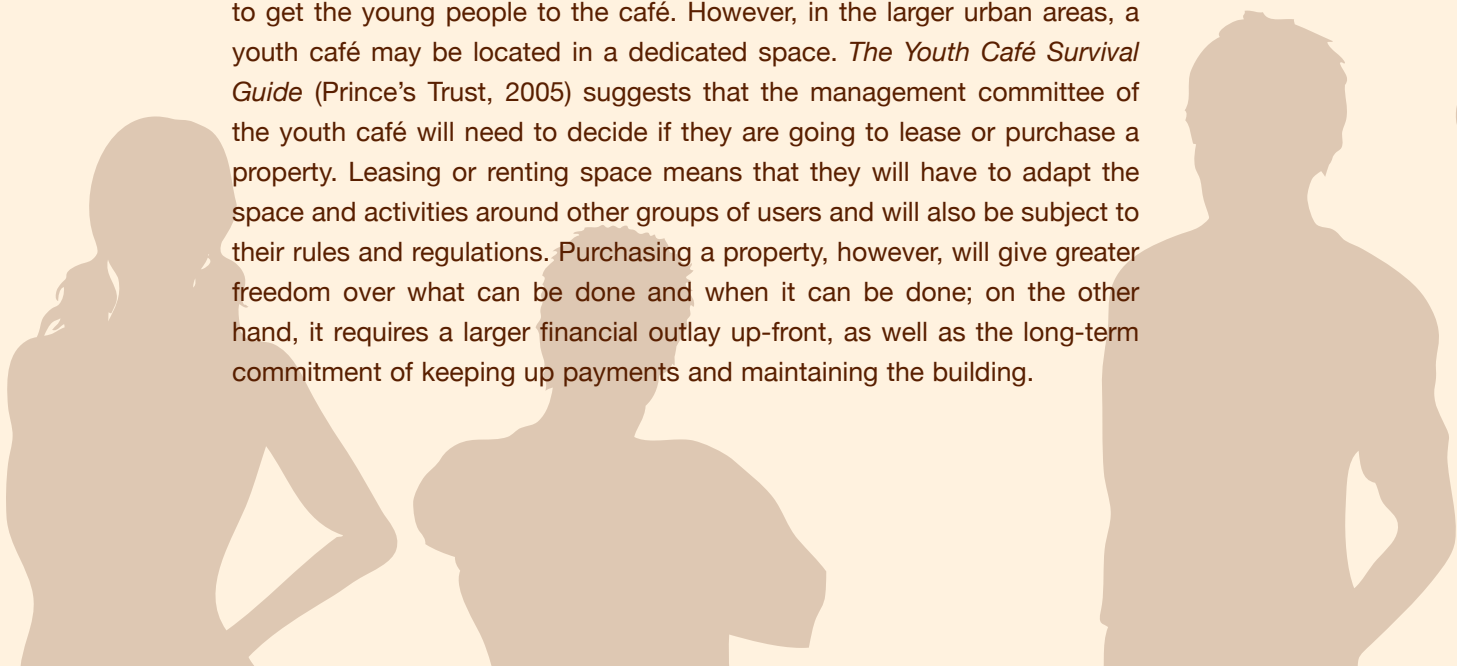 to get the young people to the café. However, in the larger urban areas, a
youth café may be located in a dedicated space. The Youth Café Survival
Guide (Prince’s Trust, 2005) suggests that the management committee of
the youth café will need to decide if they are going to lease or purchase a
property. Leasing or renting space means that they will have to adapt the
space and activities around other groups of users and will also be subject to
their rules and regulations. Purchasing a property, however, will give greater
freedom over what can be done and when it can be done; on the other
hand, it requires a larger financial outlay up-front, as well as the long-term
commitment of keeping up payments and maintaining the building.